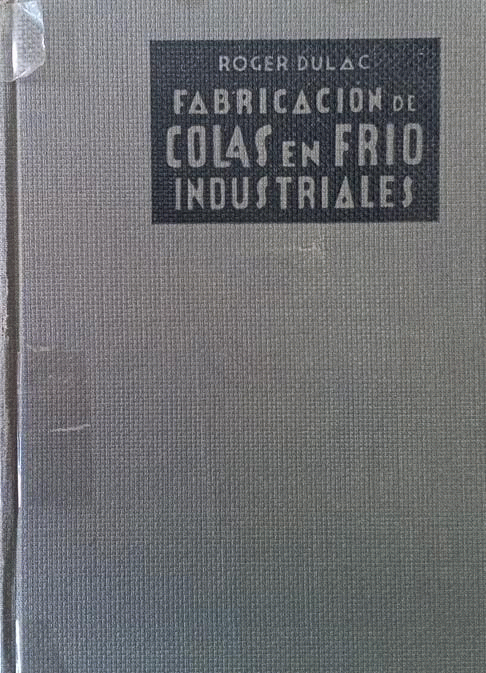 ROGER DULAC
FABRICACIÓN DE
COLAS EN FRIO
INDUSTRIALES